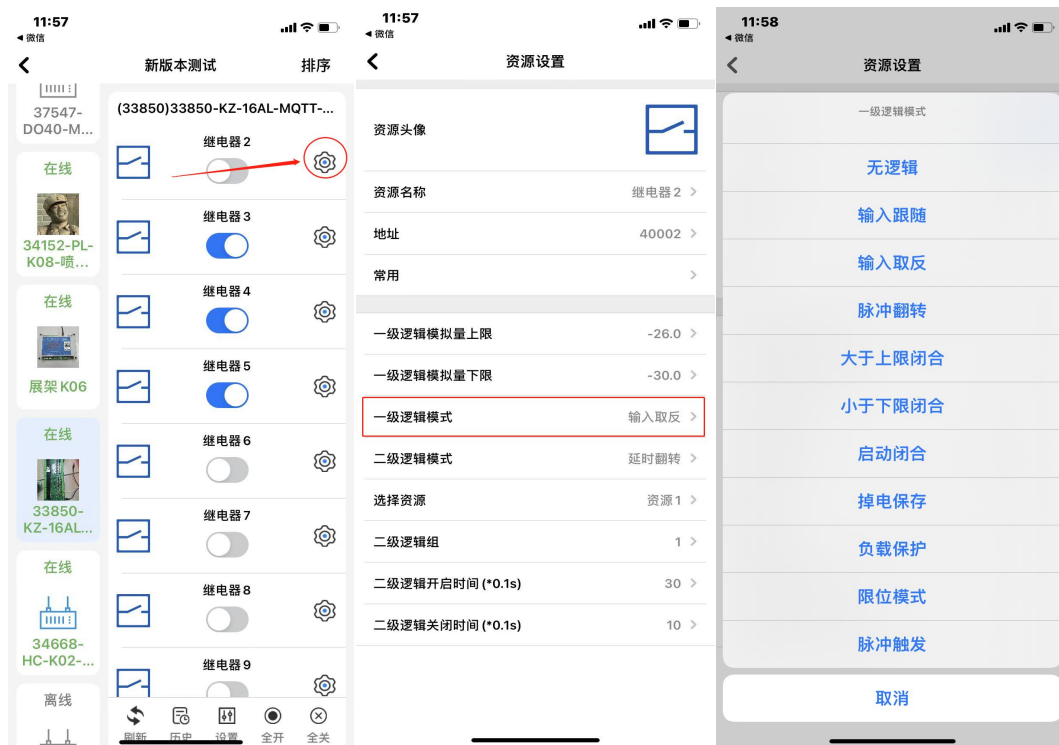 11:57
微信
新版本测试
排序
37547-
DO40-M...
在线
34152-PL-
K08-喷...
在线
展架 K06
在线
33850-
KZ-16AL...
在线
34668-
HC-K02-...
离线
(33850)33850-KZ-16AL-MQTT-...
继电器 2
继电器 3
继电器 4
继电器 5
继电器 6
继电器 7
继电器 8
继电器 9
刷新
历史
设置
全开
全关
11:57
微信
资源设置
资源头像
资源名称 继电器 2
地址 40002
常用
一级逻辑模拟量上限 -26.0
一级逻辑模拟量下限 -30.0
一级逻辑模式 输入取反
二级逻辑模式 延时翻转
选择资源 资源 1
二级逻辑组 1
二级逻辑开启时间 (*0.1s) 30
二级逻辑关闭时间 (*0.1s) 10
11:58
微信
资源设置
一级逻辑模式
无逻辑
输入跟随
输入取反
脉冲翻转
大于上限闭合
小于下限闭合
启动闭合
掉电保存
负载保护
限位模式
脉冲触发
取消